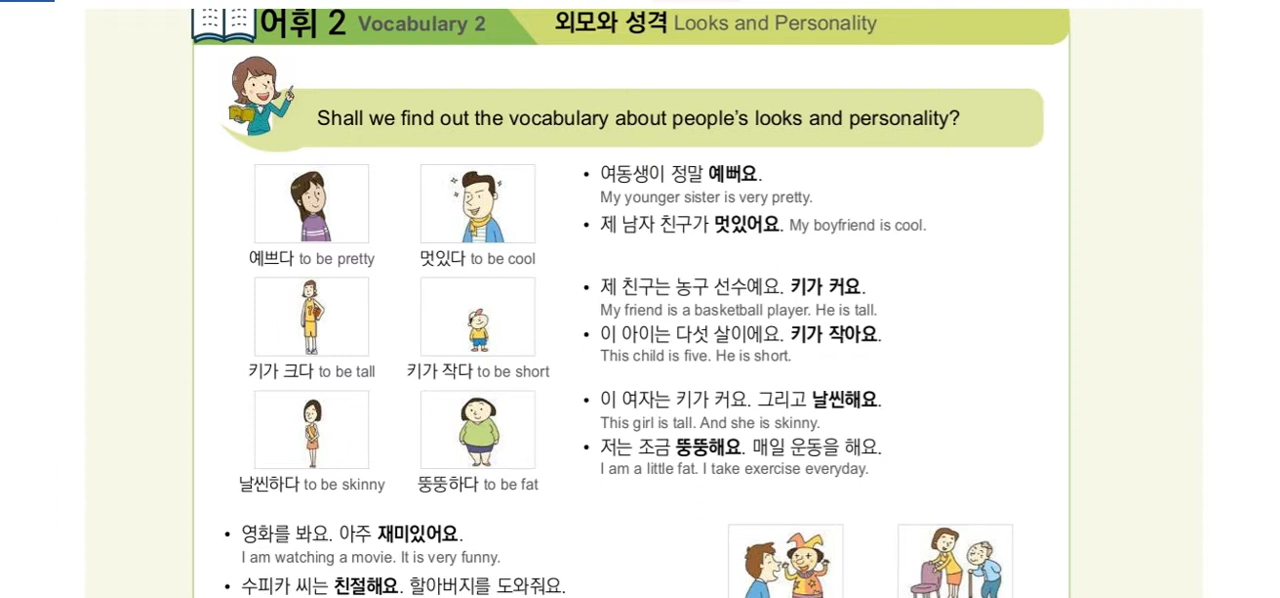 어휘 2 Vocabulary 2 외모와 성격 Looks and Personality
Shall we find out the vocabulary about people's looks and personality?
예쁘다 to be pretty
멋있다 to be cool
• 여동생이 정말 예뻐요.
My younger sister is very pretty.
• 제 남자 친구가 멋있어요. My boyfriend is cool.
키가 크다 to be tall
키가 작다 to be short
• 제 친구는 농구 선수예요. 키가 커요.
My friend is a basketball player. He is tall.
• 이 아이는 다섯 살이에요. 키가 작아요.
This child is five. He is short.
날씬하다 to be skinny
뚱뚱하다 to be fat
• 이 여자는 키가 커요. 그리고 날씬해요.
This girl is tall. And she is skinny.
• 저는 조금 뚱뚱해요. 매일 운동을 해요.
I am a little fat. I take exercise everyday.
• 영화를 봐요. 아주 재미있어요.
I am watching a movie. It is very funny.
• 수피카 씨는 친절해요. 할아버지를 도와줘요.